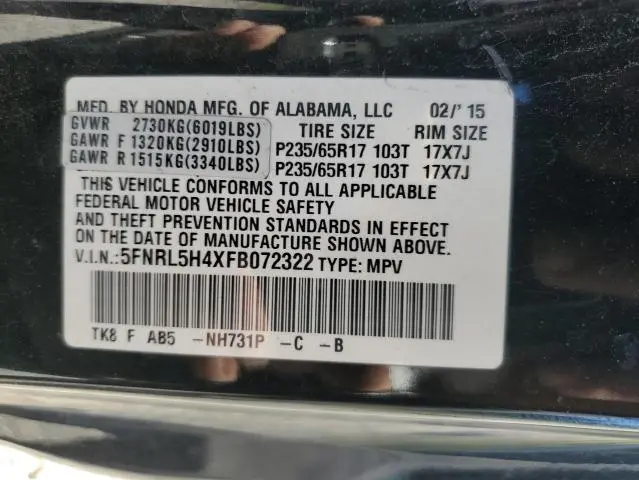 MFD. BY HONDA MFG. OF ALABAMA, LLC 02/'15
GVWR 2730KG(6019LBS) TIRE SIZE RIM SIZE
GAWR F 1320KG(2910LBS) P235/65R17 103T 17X7J
GAWR R 1515KG(3340LBS) P235/65R17 103T 17X7J
THIS VEHICLE CONFORMS TO ALL APPLICABLE
FEDERAL MOTOR VEHICLE SAFETY
AND THEFT PREVENTION STANDARDS IN EFFECT
ON THE DATE OF MANUFACTURE SHOWN ABOVE.
V.I.N.:5FNRL5H4XFB072322 TYPE: MPV
TK8 F AB5 -NH731P -C -B